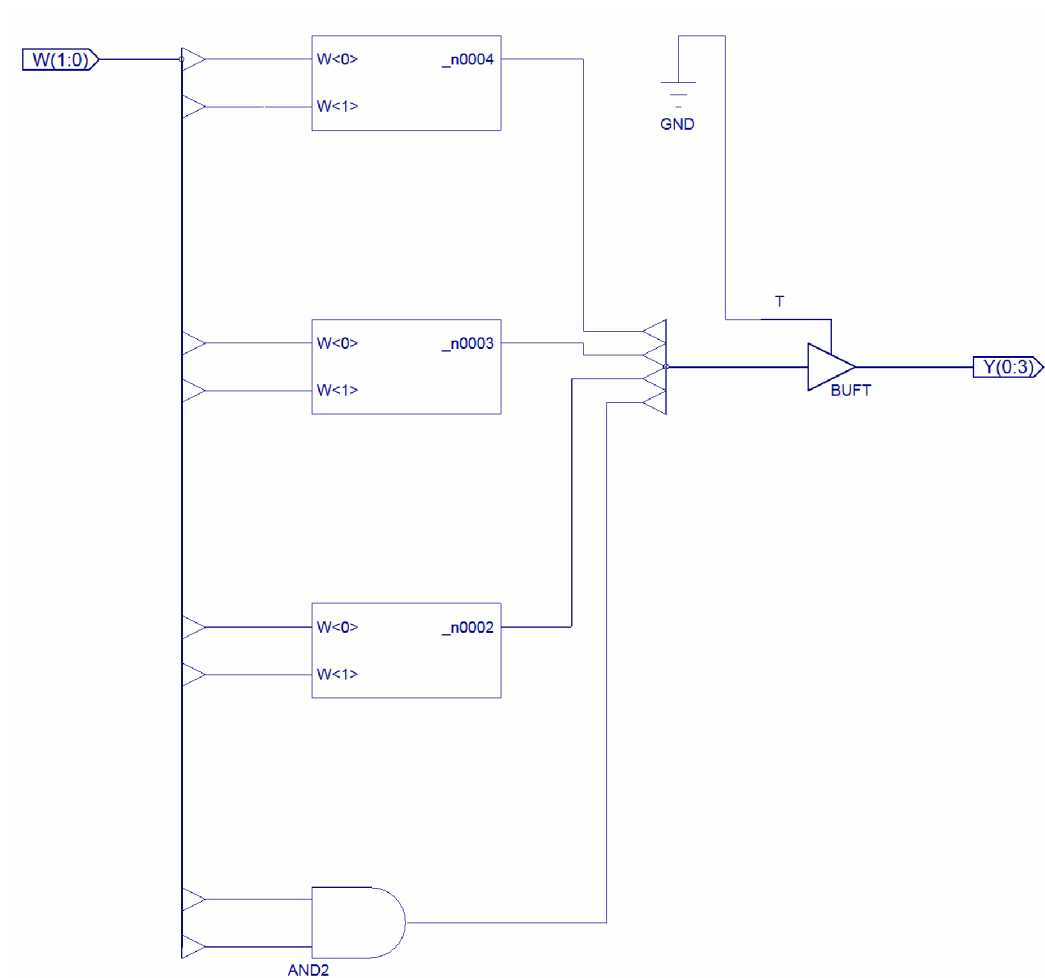 W(1:0)
W<0>
_n0004
W<1>
GND
T
W<0>
_n0003
W<1>
BUFT
Y(0:3)
W<0>
_n0002
W<1>
AND2